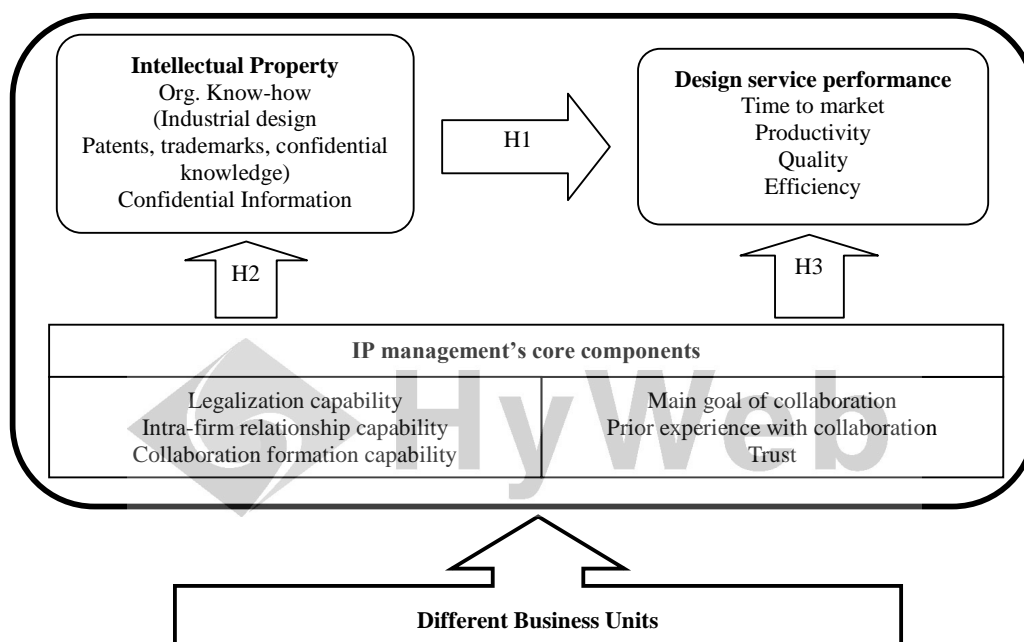 Intellectual Property
Org. Know-how
(Industrial design
Patents, trademarks, confidential
knowledge)
Confidential Information
H1
Design service performance
Time to market
Productivity
Quality
Efficiency
H2
H3
IP management’s core components
Legalization capability
Intra-firm relationship capability
Collaboration formation capability
Main goal of collaboration
Prior experience with collaboration
Trust
HyWeb
Different Business Units